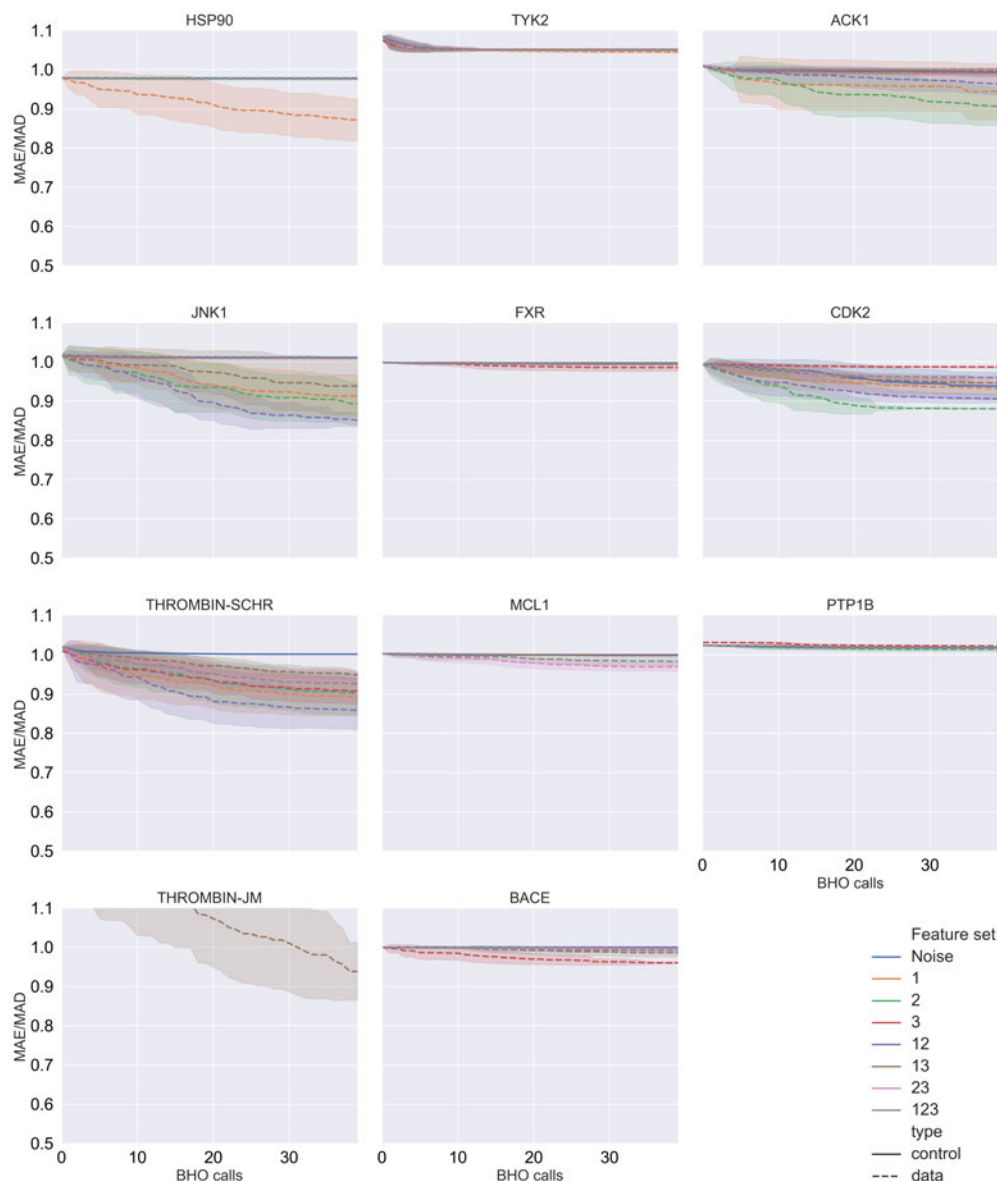 HSP90 TYK2 ACK1
1.1
1.0
0.9
0.8
0.7
0.6
0.5
MAE/MAD
JNK1 FXR CDK2
1.1
1.0
0.9
0.8
0.7
0.6
0.5
MAE/MAD
THROMBIN-SCHR MCL1 PTP1B
1.1
1.0
0.9
0.8
0.7
0.6
0.5
MAE/MAD
0 10 20 30
BHO calls
THROMBIN-JM BACE
1.1
1.0
0.9
0.8
0.7
0.6
0.5
MAE/MAD
0 10 20 30 0 10 20 30
BHO calls BHO calls
Feature set
Noise
1
2
3
12
13
23
123
type
control
data